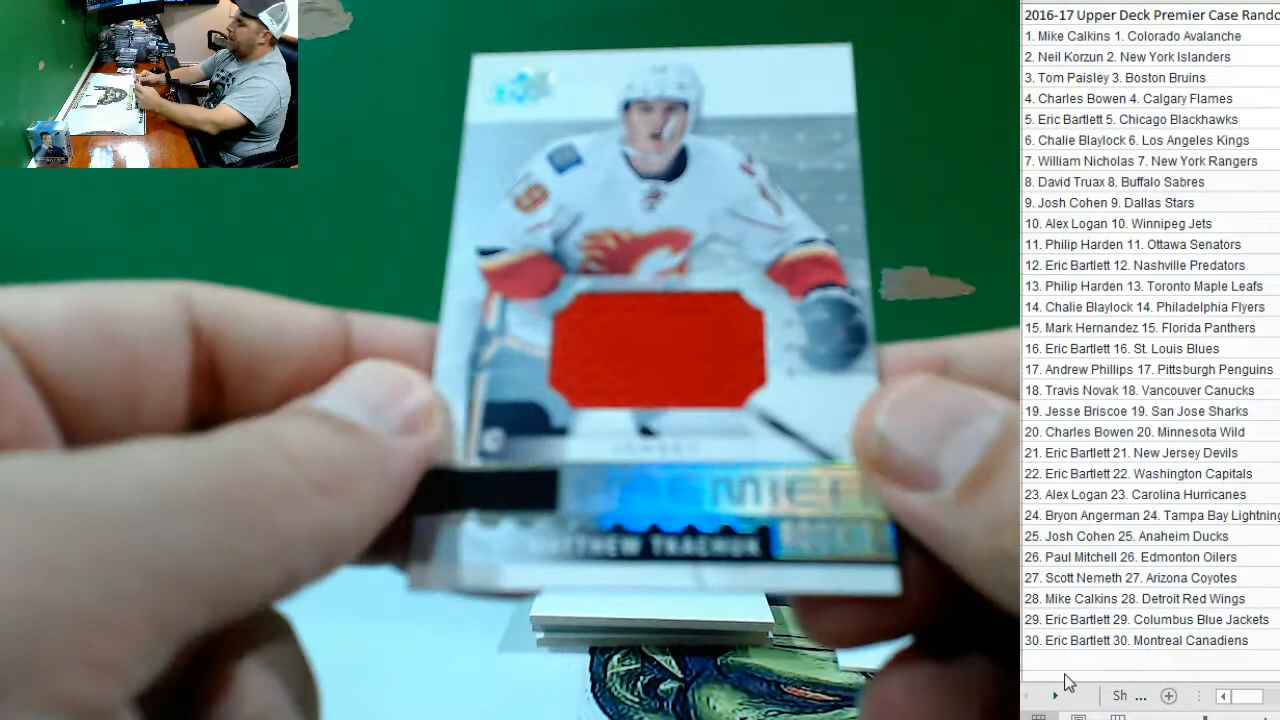 19
MATTHEW TKACHUK
2016-17 Upper Deck Premier Case Rando
1. Mike Calkins 1. Colorado Avalanche
2. Neil Korzun 2. New York Islanders
3. Tom Paisley 3. Boston Bruins
4. Charles Bowen 4. Calgary Flames
5. Eric Bartlett 5. Chicago Blackhawks
6. Chalie Blaylock 6. Los Angeles Kings
7. William Nicholas 7. New York Rangers
8. David Truax 8. Buffalo Sabres
9. Josh Cohen 9. Dallas Stars
10. Alex Logan 10. Winnipeg Jets
11. Philip Harden 11. Ottawa Senators
12. Eric Bartlett 12. Nashville Predators
13. Philip Harden 13. Toronto Maple Leafs
14. Chalie Blaylock 14. Philadelphia Flyers
15. Mark Hernandez 15. Florida Panthers
16. Eric Bartlett 16. St. Louis Blues
17. Andrew Phillips 17. Pittsburgh Penguins
18. Travis Novak 18. Vancouver Canucks
19. Jesse Briscoe 19. San Jose Sharks
20. Charles Bowen 20. Minnesota Wild
21. Eric Bartlett 21. New Jersey Devils
22. Eric Bartlett 22. Washington Capitals
23. Alex Logan 23. Carolina Hurricanes
24. Bryon Angerman 24. Tampa Bay Lightning
25. Josh Cohen 25. Anaheim Ducks
26. Paul Mitchell 26. Edmonton Oilers
27. Scott Nemeth 27. Arizona Coyotes
28. Mike Calkins 28. Detroit Red Wings
29. Eric Bartlett 29. Columbus Blue Jackets
30. Eric Bartlett 30. Montreal Canadiens
Sh ...